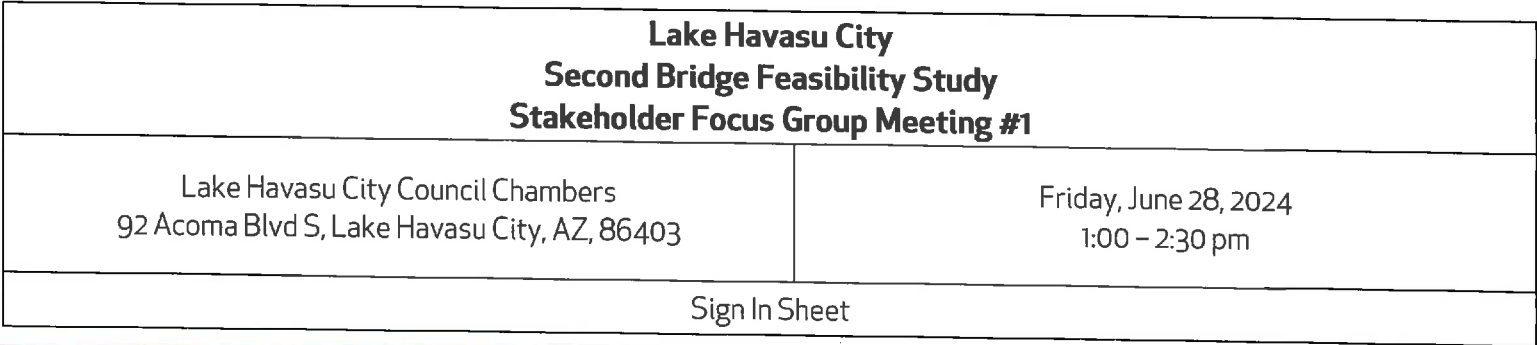 Lake Havasu City
Second Bridge Feasibility Study
Stakeholder Focus Group Meeting #1
Lake Havasu City Council Chambers
92 Acoma Blvd S, Lake Havasu City, AZ, 86403
Friday, June 28, 2024
1:00 – 2:30 pm
Sign In Sheet